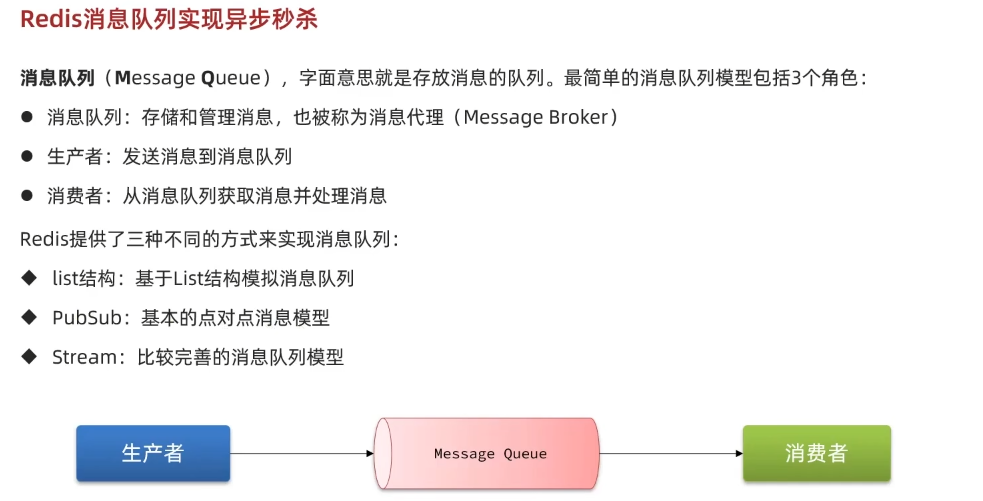 Redis消息队列实现异步秒杀
消息队列（Message Queue），字面意思就是存放消息的队列。最简单的消息队列模型包括3个角色：
● 消息队列：存储和管理消息，也被称为消息代理（Message Broker）
● 生产者：发送消息到消息队列
● 消费者：从消息队列获取消息并处理消息
Redis提供了三种不同的方式来实现消息队列：
◆ list结构：基于List结构模拟消息队列
◆ PubSub：基本的点对点消息模型
◆ Stream：比较完善的消息队列模型
生产者
Message Queue
消费者